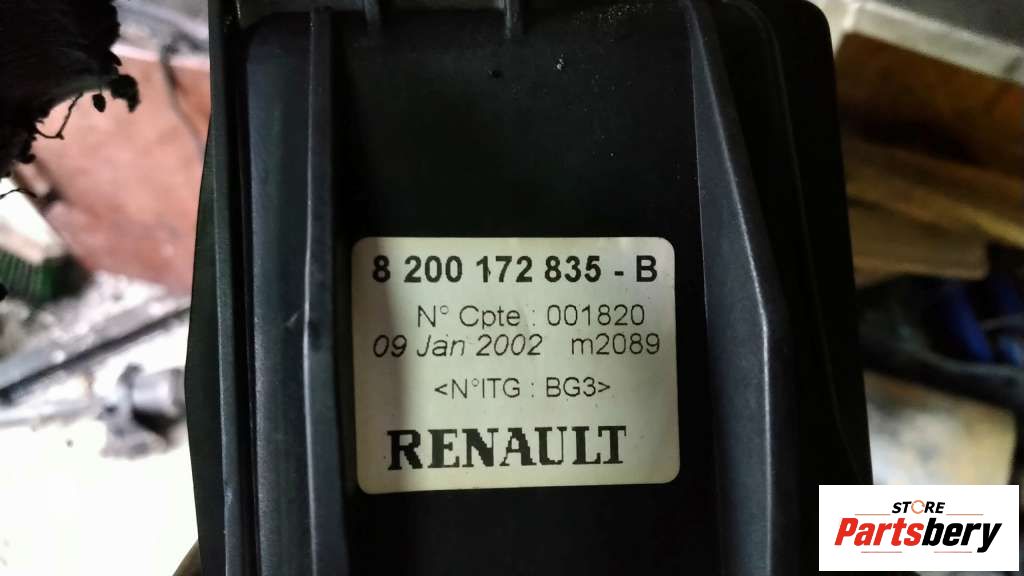 8 200 172 835 - B
N° Cpte : 001820
09 Jan 2002 m2089
<N°ITG : BG3>
RENAULT
STORE
Partsbery